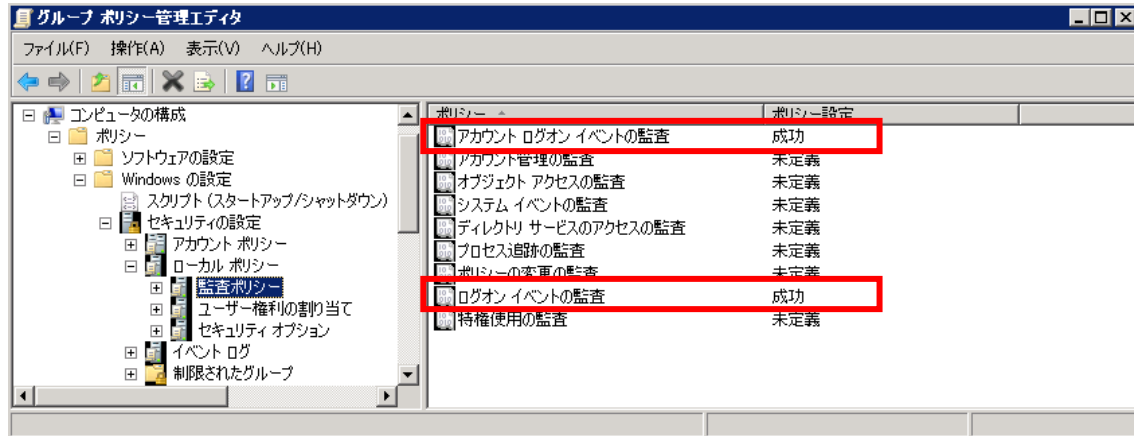 グループ ポリシー管理エディタ
ファイル(F) 操作(A) 表示(V) ヘルプ(H)
コンピュータの構成
ポリシー
ソフトウェアの設定
Windows の設定
スクリプト (スタートアップ/シャットダウン)
セキュリティの設定
アカウント ポリシー
ローカル ポリシー
監査ポリシー
ユーザー権利の割り当て
セキュリティ オプション
イベント ログ
制限されたグループ
ポリシー ポリシー設定
アカウント ログオン イベントの監査 成功
アカウント管理の監査 未定義
オブジェクト アクセスの監査 未定義
システム イベントの監査 未定義
ディレクトリ サービスのアクセスの監査 未定義
プロセス追跡の監査 未定義
ポリシーの変更の監査 未定義
ログオン イベントの監査 成功
特権使用の監査 未定義